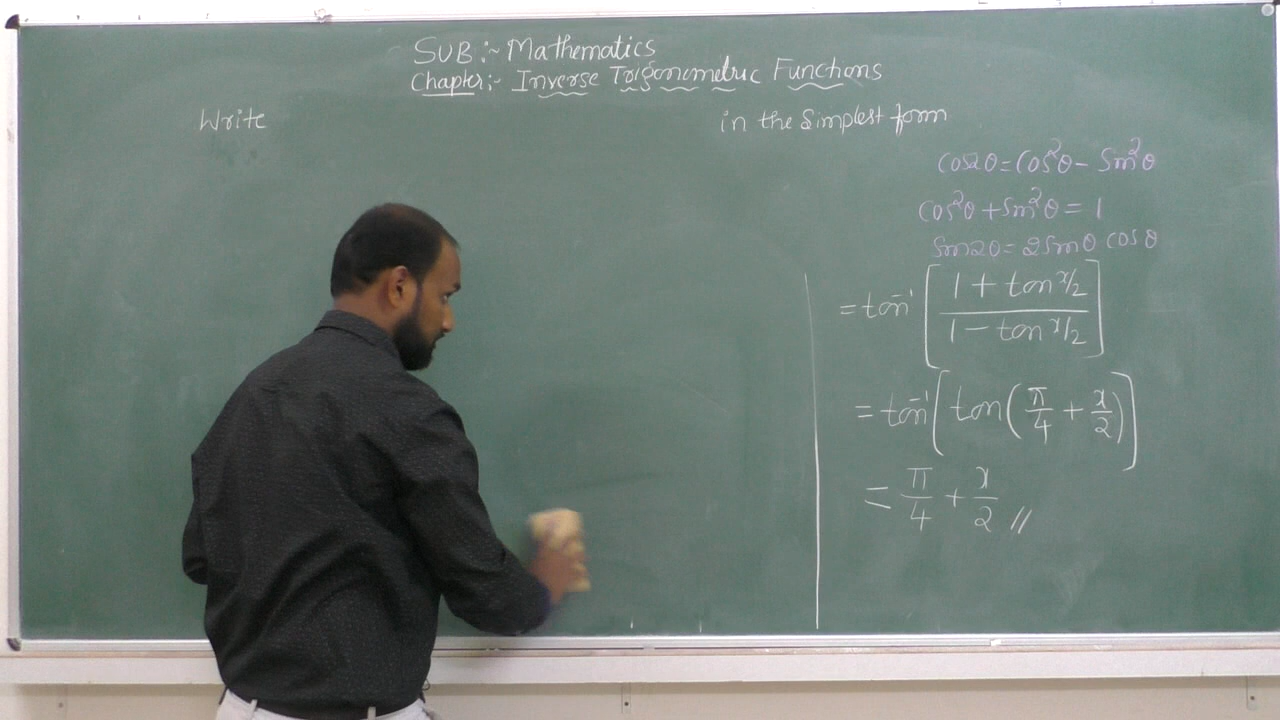 SUB:- Mathematics
Chapter:- Inverse Trigonometric Functions
Write in the simplest form
cos2θ = cos²θ - sin²θ
cos²θ + sin²θ = 1
sin2θ = 2sinθ cosθ
= tan⁻¹ [ (1 + tan x/2) / (1 - tan x/2) ]
= tan⁻¹ [ tan ( π/4 + x/2 ) ]
= π/4 + x/2 //